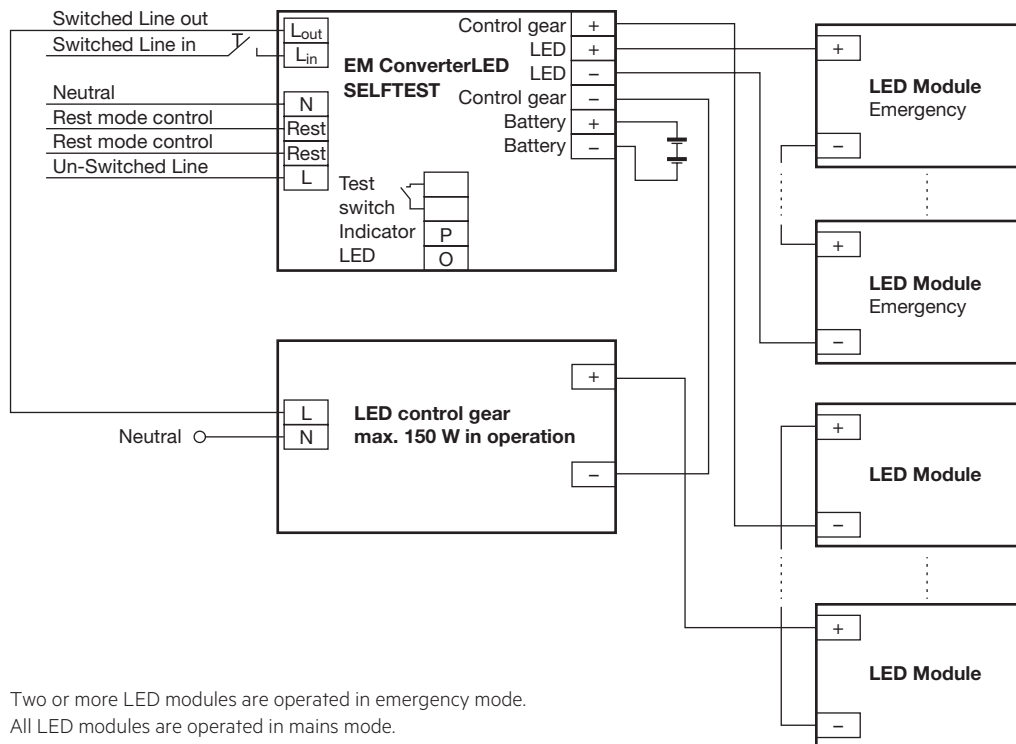 Switched Line out
Switched Line in
Neutral
Rest mode control
Rest mode control
Un-Switched Line
Lout
Lin
N
Rest
Rest
L
EM ConverterLED
SELFTEST
Test
switch
Indicator
LED
P
O
Control gear +
LED +
LED –
Control gear –
Battery +
Battery –
+
LED Module
Emergency
–
+
LED Module
Emergency
–
Neutral
L
N
LED control gear
max. 150 W in operation
+
–
+
LED Module
–
+
LED Module
–
Two or more LED modules are operated in emergency mode.
All LED modules are operated in mains mode.